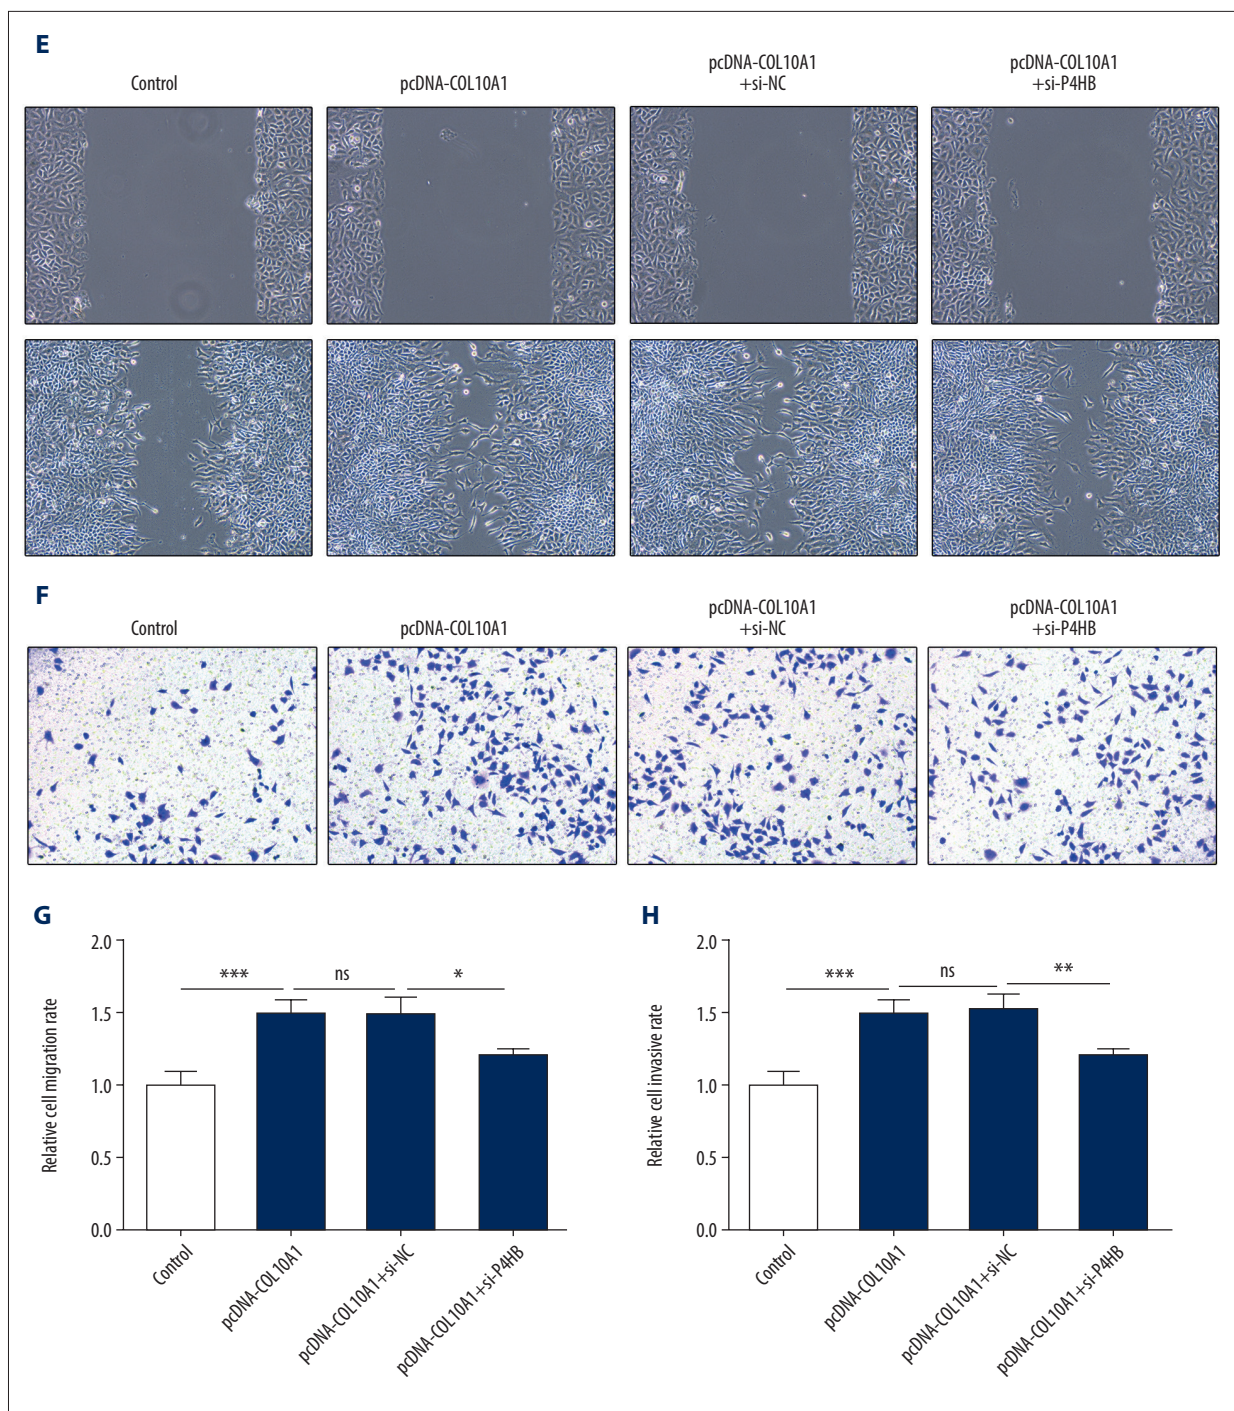 E
Control
pcDNA-COL10A1
pcDNA-COL10A1
+si-NC
pcDNA-COL10A1
+si-P4HB
F
Control
pcDNA-COL10A1
pcDNA-COL10A1
+si-NC
pcDNA-COL10A1
+si-P4HB
G
Relative cell migration rate
2.0
1.5
1.0
0.5
0.0
***
ns
*
Control
pcDNA-COL10A1
pcDNA-COL10A1+si-NC
pcDNA-COL10A1+si-P4HB
H
Relative cell invasive rate
2.0
1.5
1.0
0.5
0.0
***
ns
**
Control
pcDNA-COL10A1
pcDNA-COL10A1+si-NC
pcDNA-COL10A1+si-P4HB